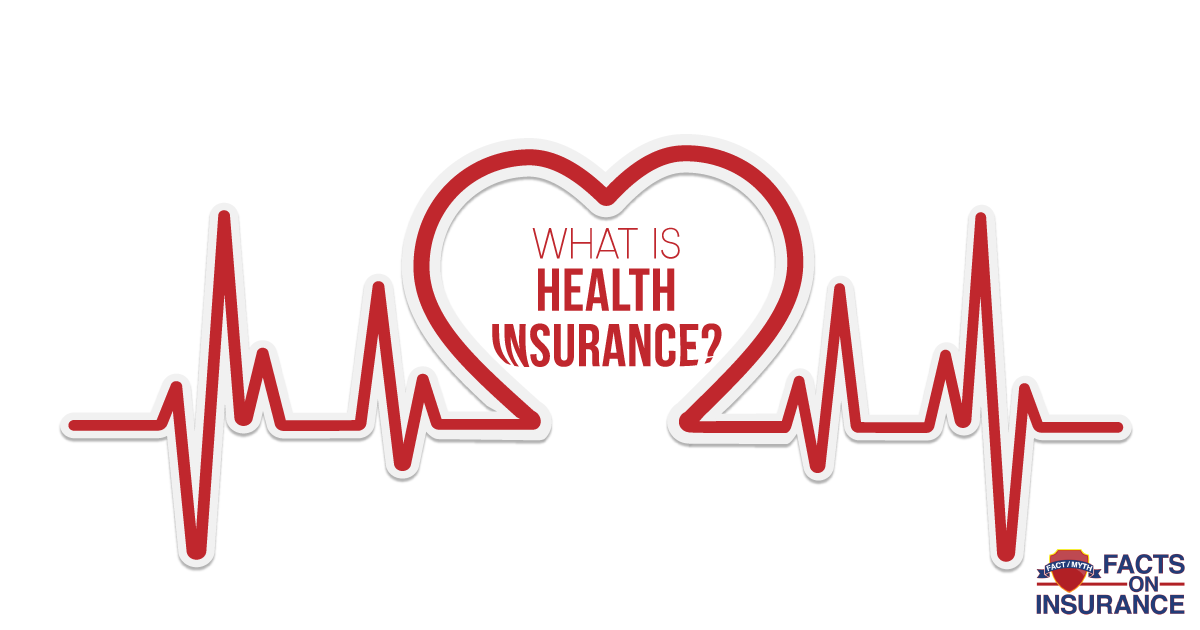 WHAT IS
HEALTH
INSURANCE?
FACT / MYTH
FACTS
ON
INSURANCE